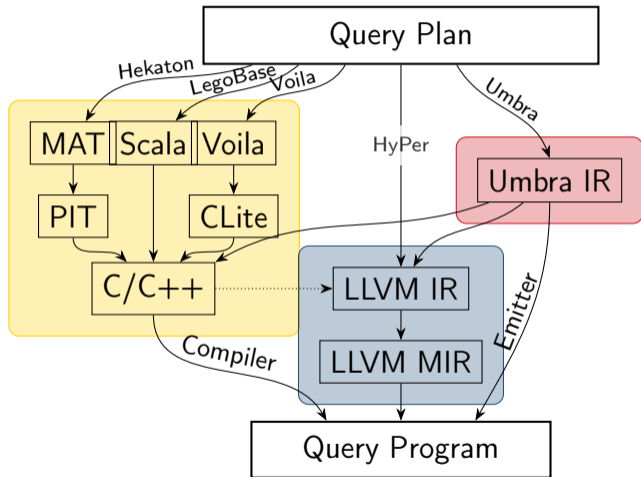 Query Plan
Hekaton
LegoBase
Voila
Umbra
HyPer
MAT
Scala
Voila
Umbra IR
PIT
CLite
C/C++
LLVM IR
Emitter
Compiler
LLVM MIR
Query Program